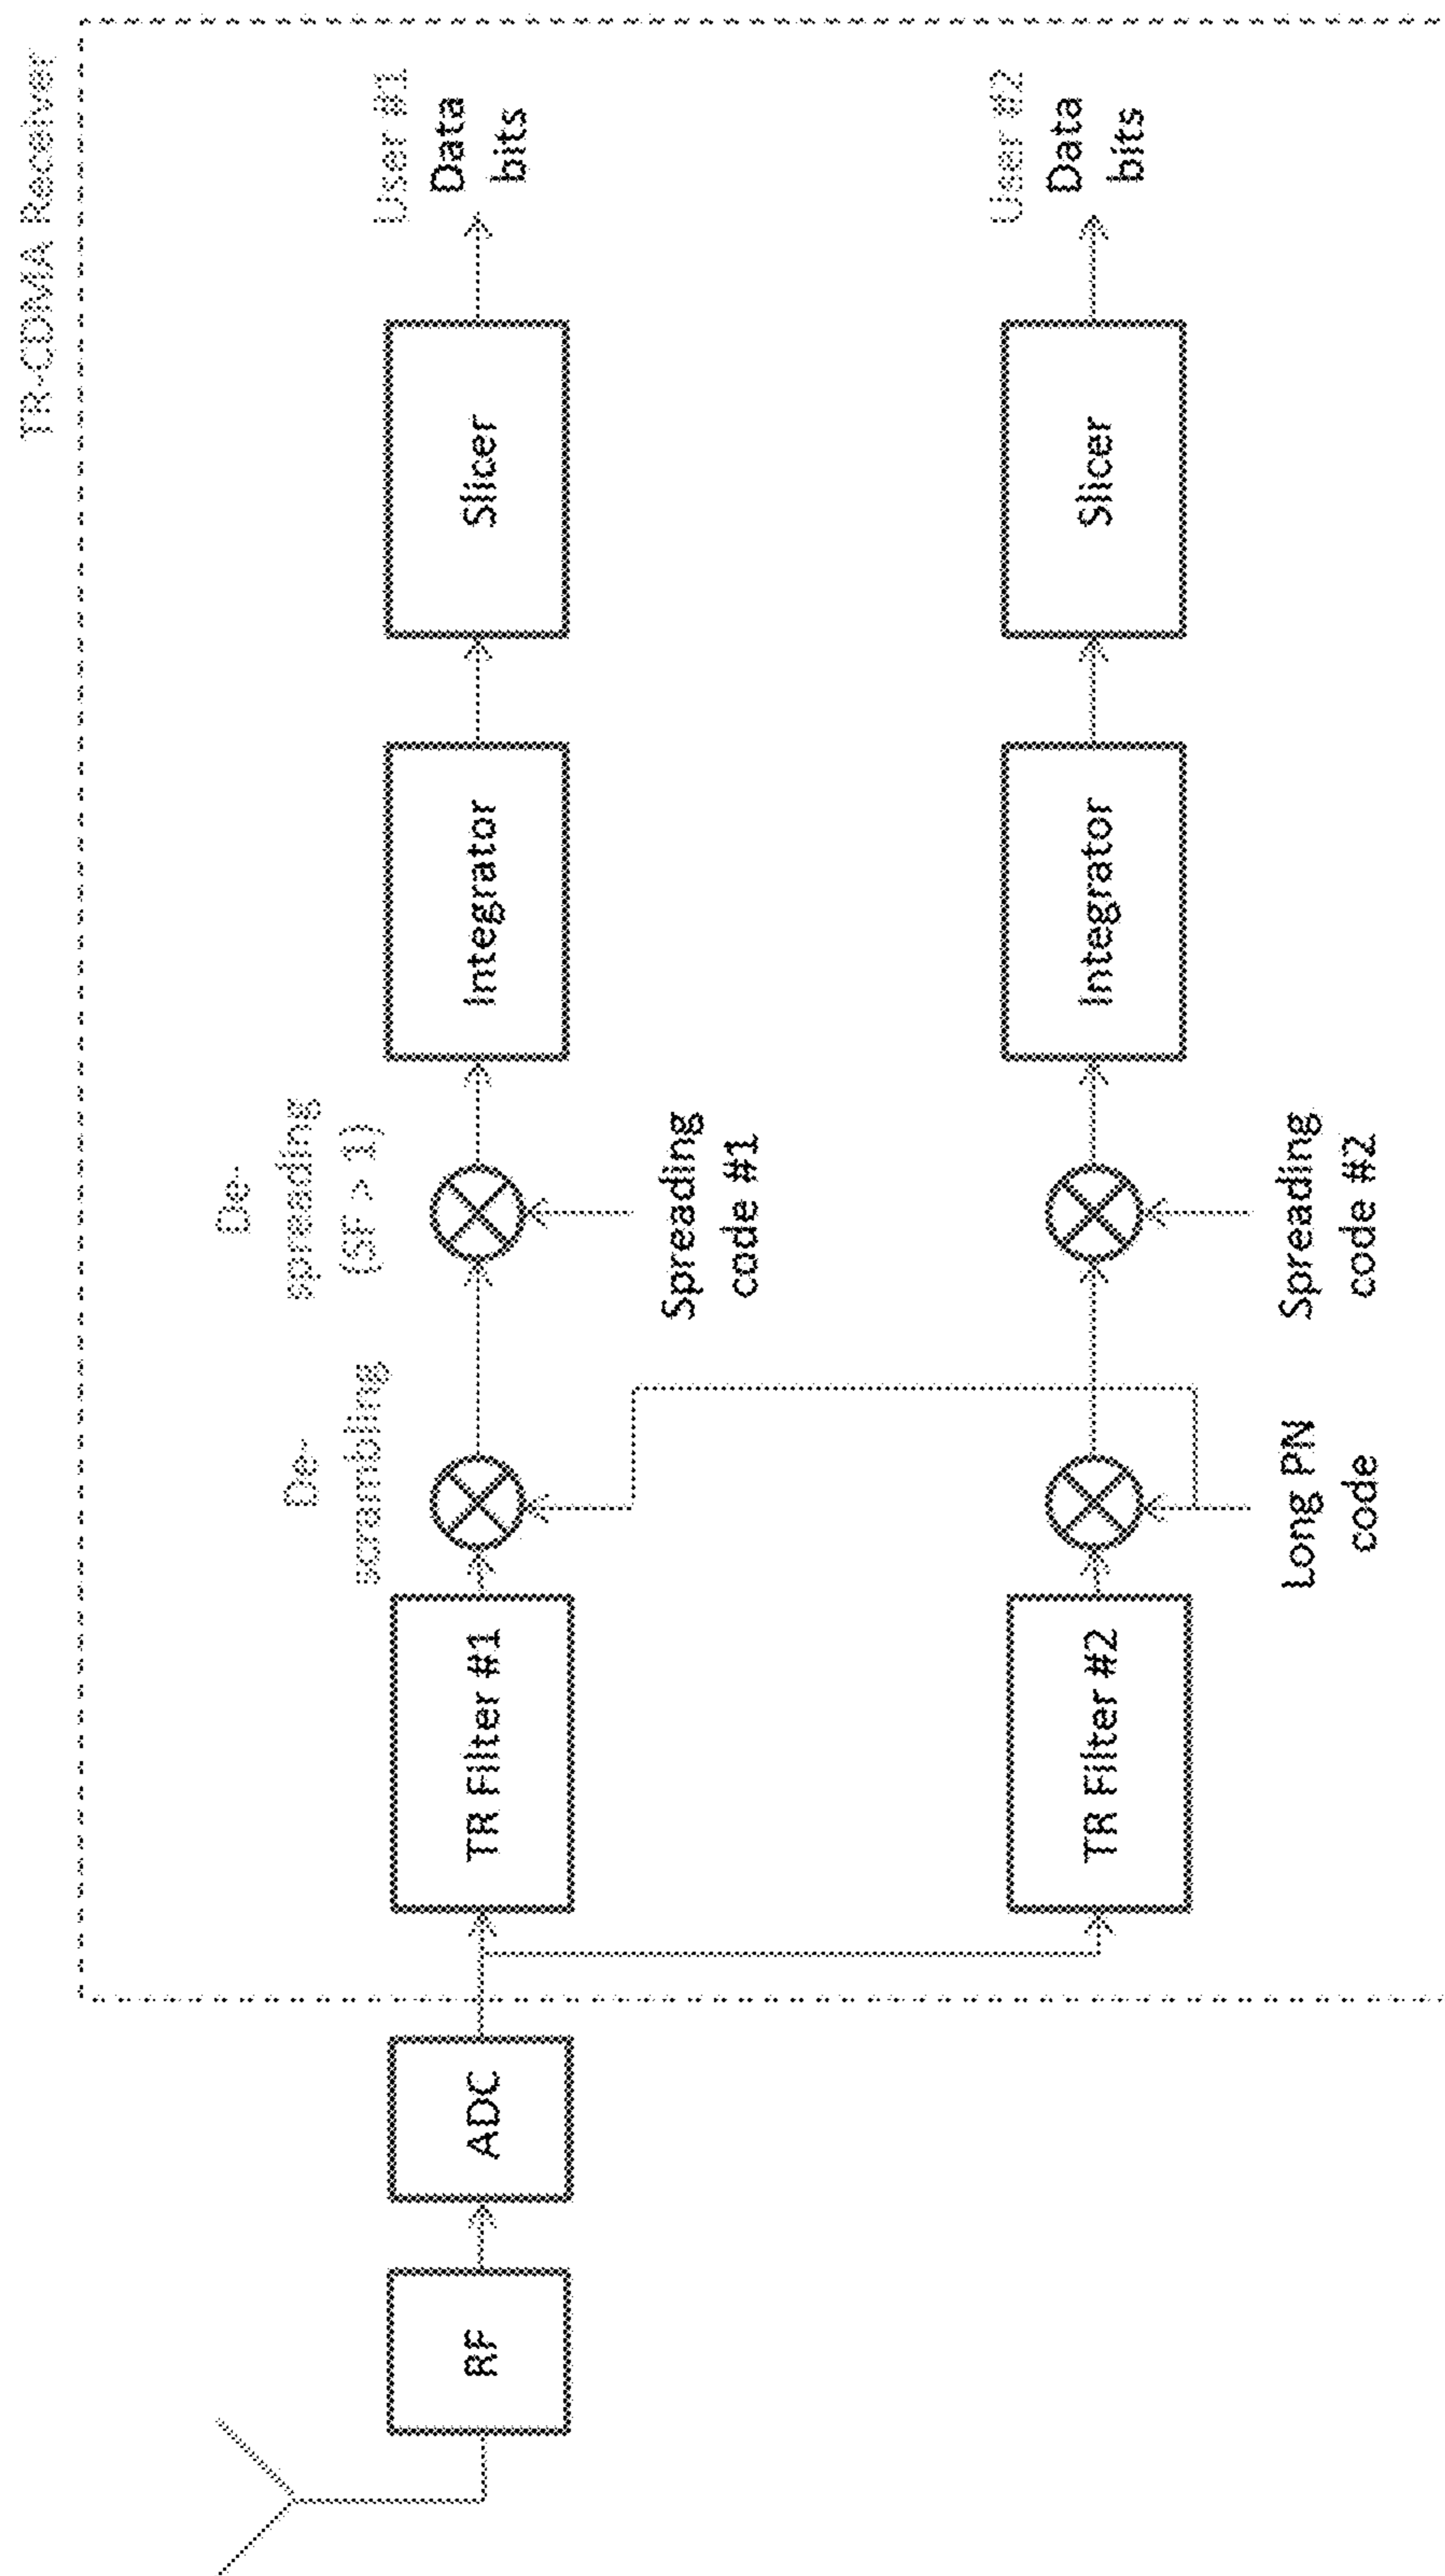 TR-CDMA Receiver
De-
spreading
(SF > 1)
De-
scrambling
User #1
Data
bits
RF
ADC
TR Filter #1
Integrator
Slicer
Spreading
code #1
User #2
Data
bits
TR Filter #2
Integrator
Slicer
Long PN
code
Spreading
code #2